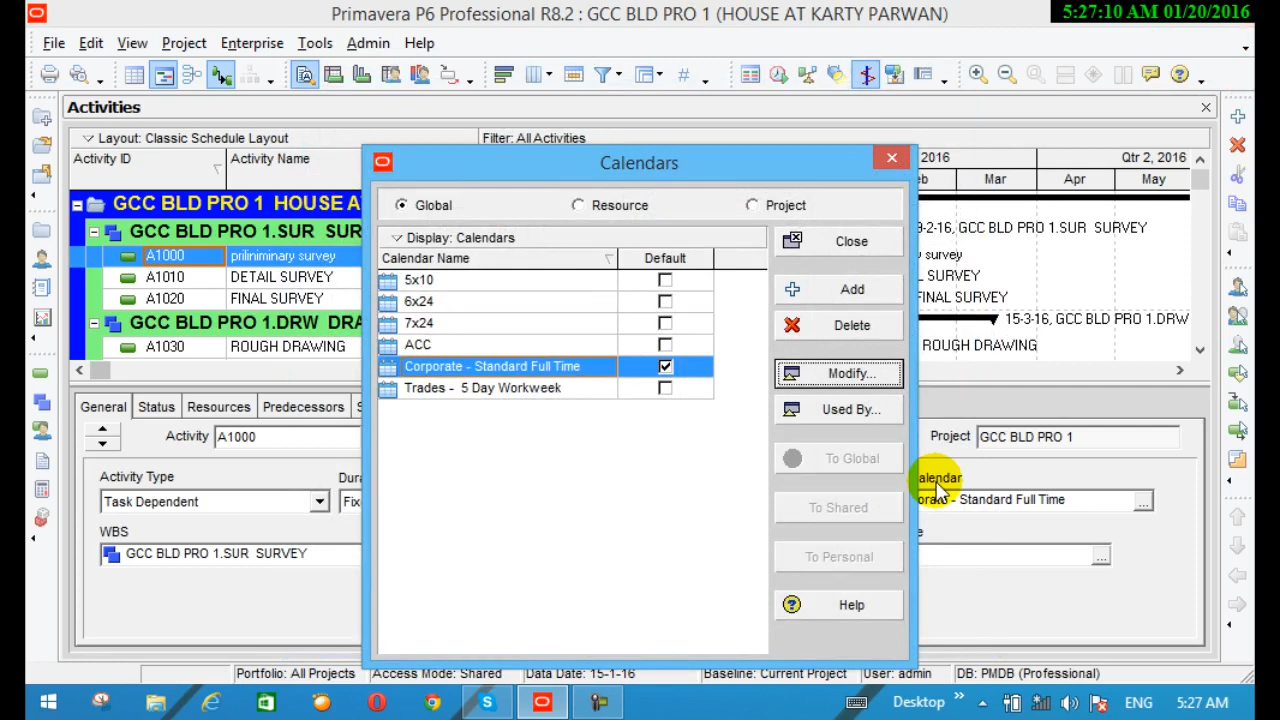 Primavera P6 Professional R8.2 : GCC BLD PRO 1 (HOUSE AT KARTY PARWAN)
5:27:10 AM 01/20/2016
File Edit View Project Enterprise Tools Admin Help
Activities
Layout: Classic Schedule Layout
Filter: All Activities
Activity ID
Activity Name
2016
Qtr 2, 2016
eb Mar Apr May
GCC BLD PRO 1 HOUSE A
GCC BLD PRO 1.SUR SUR
3-2-16, GCC BLD PRO 1.SUR SURVEY
A1000 priliniminary survey
y survey
A1010 DETAIL SURVEY
SURVEY
A1020 FINAL SURVEY
FINAL SURVEY
GCC BLD PRO 1.DRW DRA
15-3-16, GCC BLD PRO 1.DRW
A1030 ROUGH DRAWING
ROUGH DRAWING
Calendars
Global
Resource
Project
Display: Calendars
Calendar Name
Default
5x10
6x24
7x24
ACC
Corporate - Standard Full Time
Trades - 5 Day Workweek
Close
Add
Delete
Modify...
Used By...
To Global
To Shared
To Personal
Help
General Status Resources Predecessors S
Activity A1000
Project GCC BLD PRO 1
Activity Type
Dura
alendar
Task Dependent
Fixe
orate - Standard Full Time
...
WBS
e
GCC BLD PRO 1.SUR SURVEY
...
Portfolio: All Projects
Access Mode: Shared
Data Date: 15-1-16
Baseline: Current Project
User: admin
DB: PMDB (Professional)
Desktop
ENG
5:27 AM